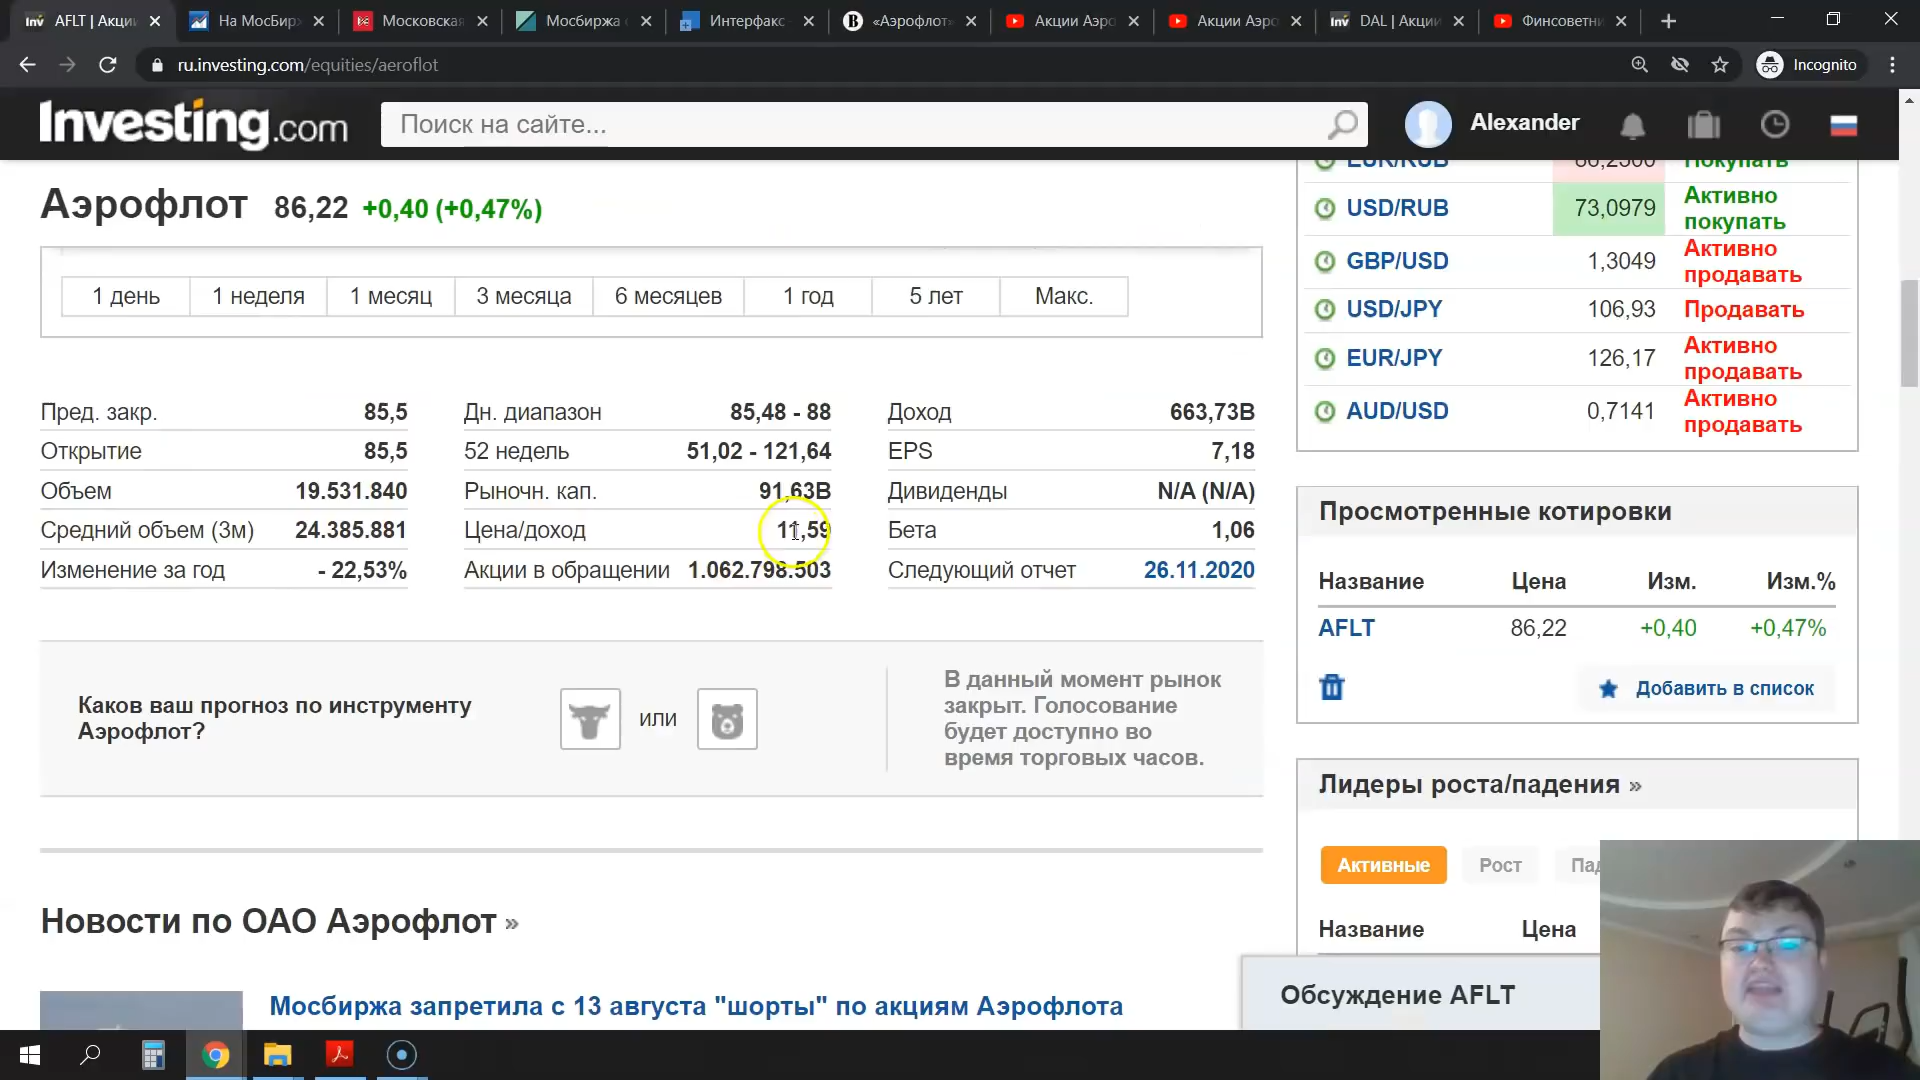 AFLT | Акци
На МосБир
Московская
Мосбиржа
Интерфакс
«Аэрофлот»
Акции Аэро
Акции Аэро
DAL | Акции
Финсоветни
ru.investing.com/equities/aeroflot
Incognito
Investing.com
Поиск на сайте...
Alexander
Аэрофлот 86,22 +0,40 (+0,47%)
1 день 1 неделя 1 месяц 3 месяца 6 месяцев 1 год 5 лет Макс.
Пред. закр. 85,5
Открытие 85,5
Объем 19.531.840
Средний объем (3м) 24.385.881
Изменение за год - 22,53%
Дн. диапазон 85,48 - 88
52 недель 51,02 - 121,64
Рыночн. кап. 91,63B
Цена/доход 11,59
Акции в обращении 1.062.798.503
Доход 663,73B
EPS 7,18
Дивиденды N/A (N/A)
Бета 1,06
Следующий отчет 26.11.2020
Каков ваш прогноз по инструменту
Аэрофлот?
или
В данный момент рынок
закрыт. Голосование
будет доступно во
время торговых часов.
Новости по ОАО Аэрофлот »
Мосбиржа запретила с 13 августа "шорты" по акциям Аэрофлота
EUR/RUB 86,2300 Покупать
USD/RUB 73,0979 Активно
покупать
GBP/USD 1,3049 Активно
продавать
USD/JPY 106,93 Продавать
EUR/JPY 126,17 Активно
продавать
AUD/USD 0,7141 Активно
продавать
Просмотренные котировки
Название Цена Изм. Изм.%
AFLT 86,22 +0,40 +0,47%
Добавить в список
Лидеры роста/падения »
Активные Рост Пад
Название Цена
Обсуждение AFLT